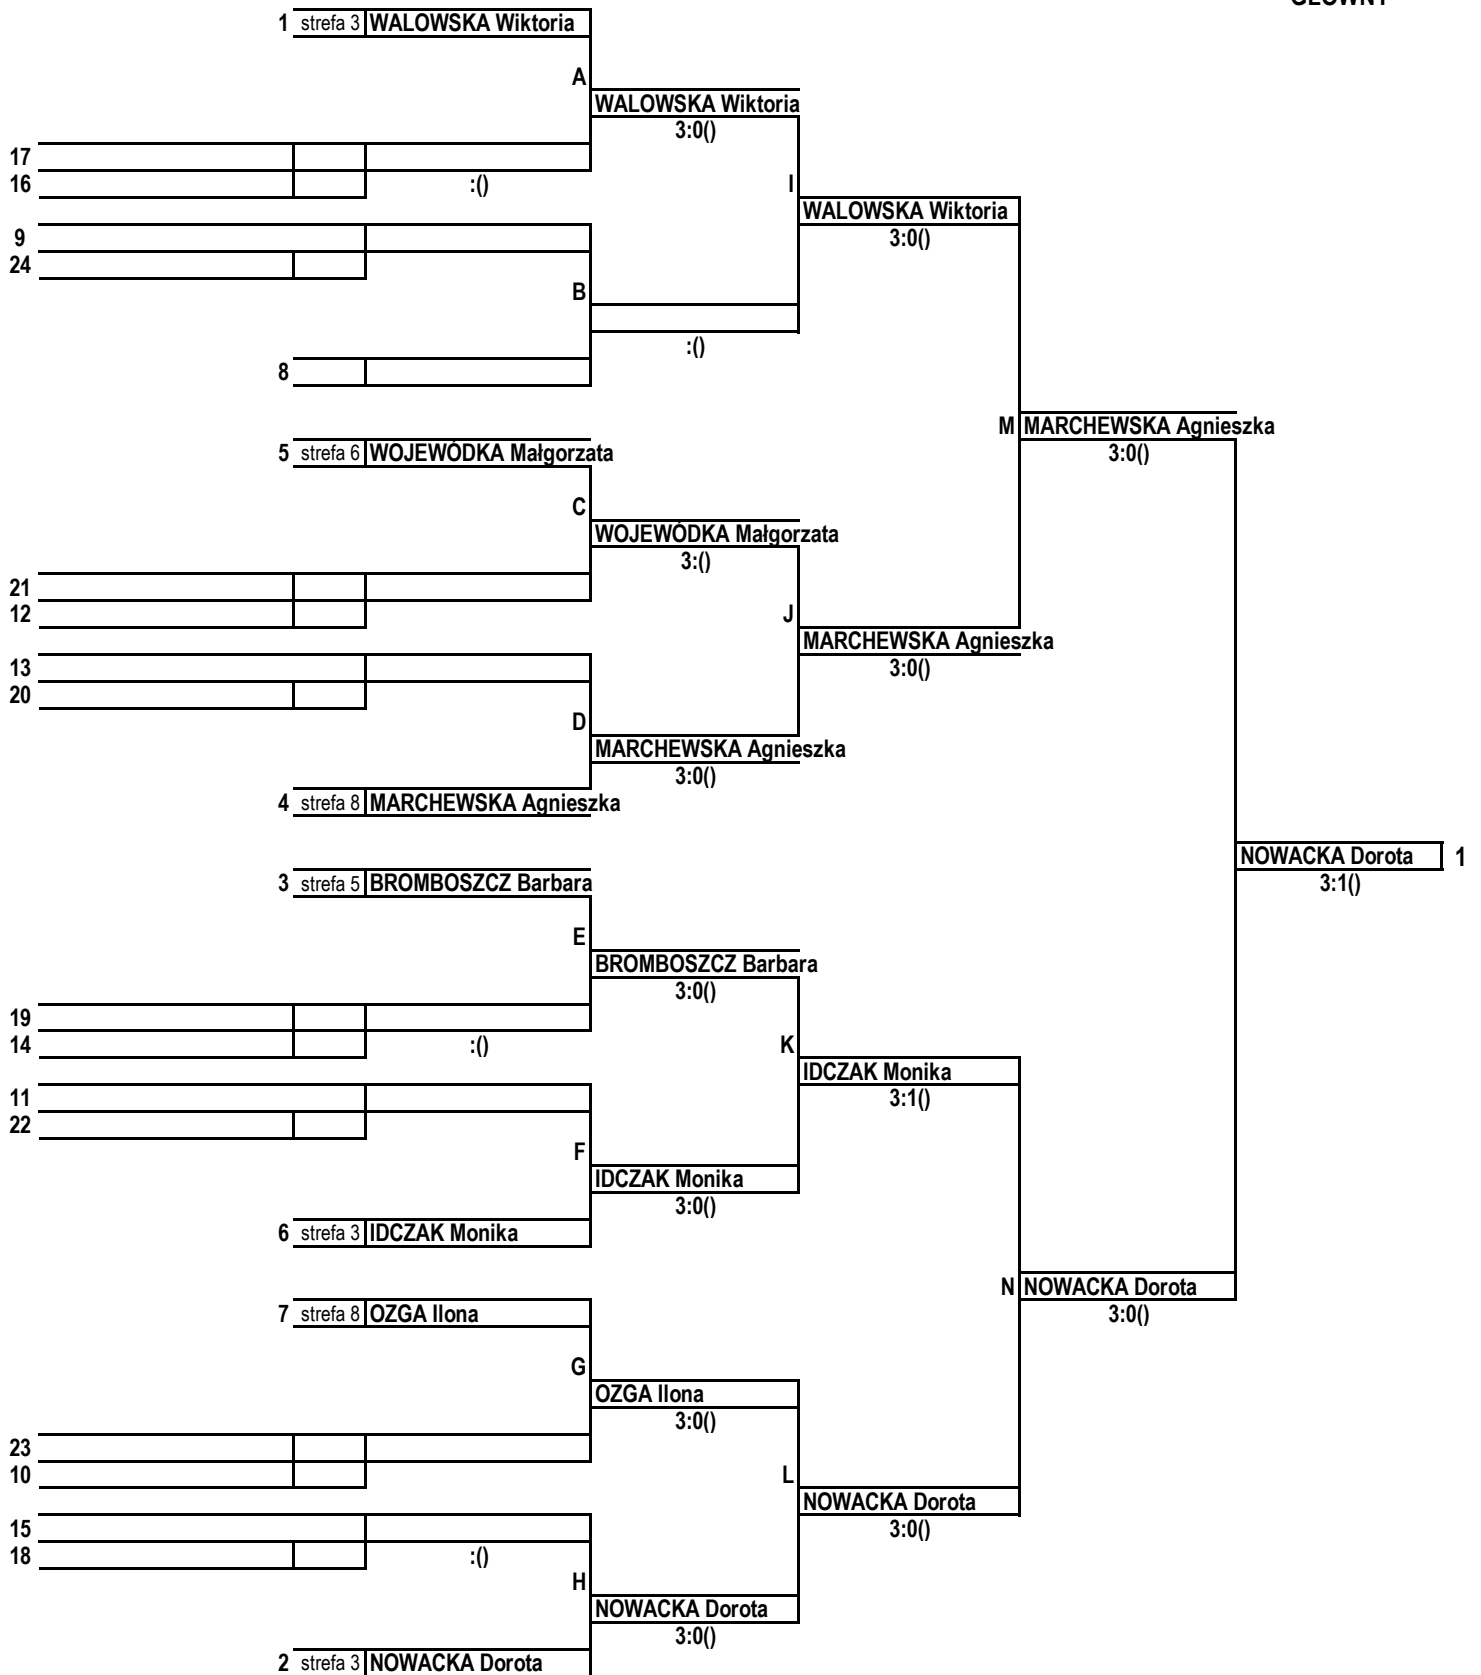 GŁÓWNY
1 strefa 3 WALOWSKA Wiktoria
A
WALOWSKA Wiktoria
3:0()
17
16 :() I
WALOWSKA Wiktoria
9 3:0()
24
B
:()
8
M MARCHEWSKA Agnieszka
5 strefa 6 WOJEWÓDKA Małgorzata 3:0()
C
WOJEWÓDKA Małgorzata
3:()
21
12 J
MARCHEWSKA Agnieszka
13 3:0()
20
D
MARCHEWSKA Agnieszka
3:0()
4 strefa 8 MARCHEWSKA Agnieszka
NOWACKA Dorota 1
3 strefa 5 BROMBOSZCZ Barbara 3:1()
E
BROMBOSZCZ Barbara
3:0()
19
14 :() K
IDCZAK Monika
11 3:1()
22
F
IDCZAK Monika
3:0()
6 strefa 3 IDCZAK Monika
N NOWACKA Dorota
7 strefa 8 OZGA Ilona 3:0()
G
OZGA Ilona
3:0()
23
10 L
NOWACKA Dorota
15 3:0()
18 :()
H
NOWACKA Dorota
3:0()
2 strefa 3 NOWACKA Dorota